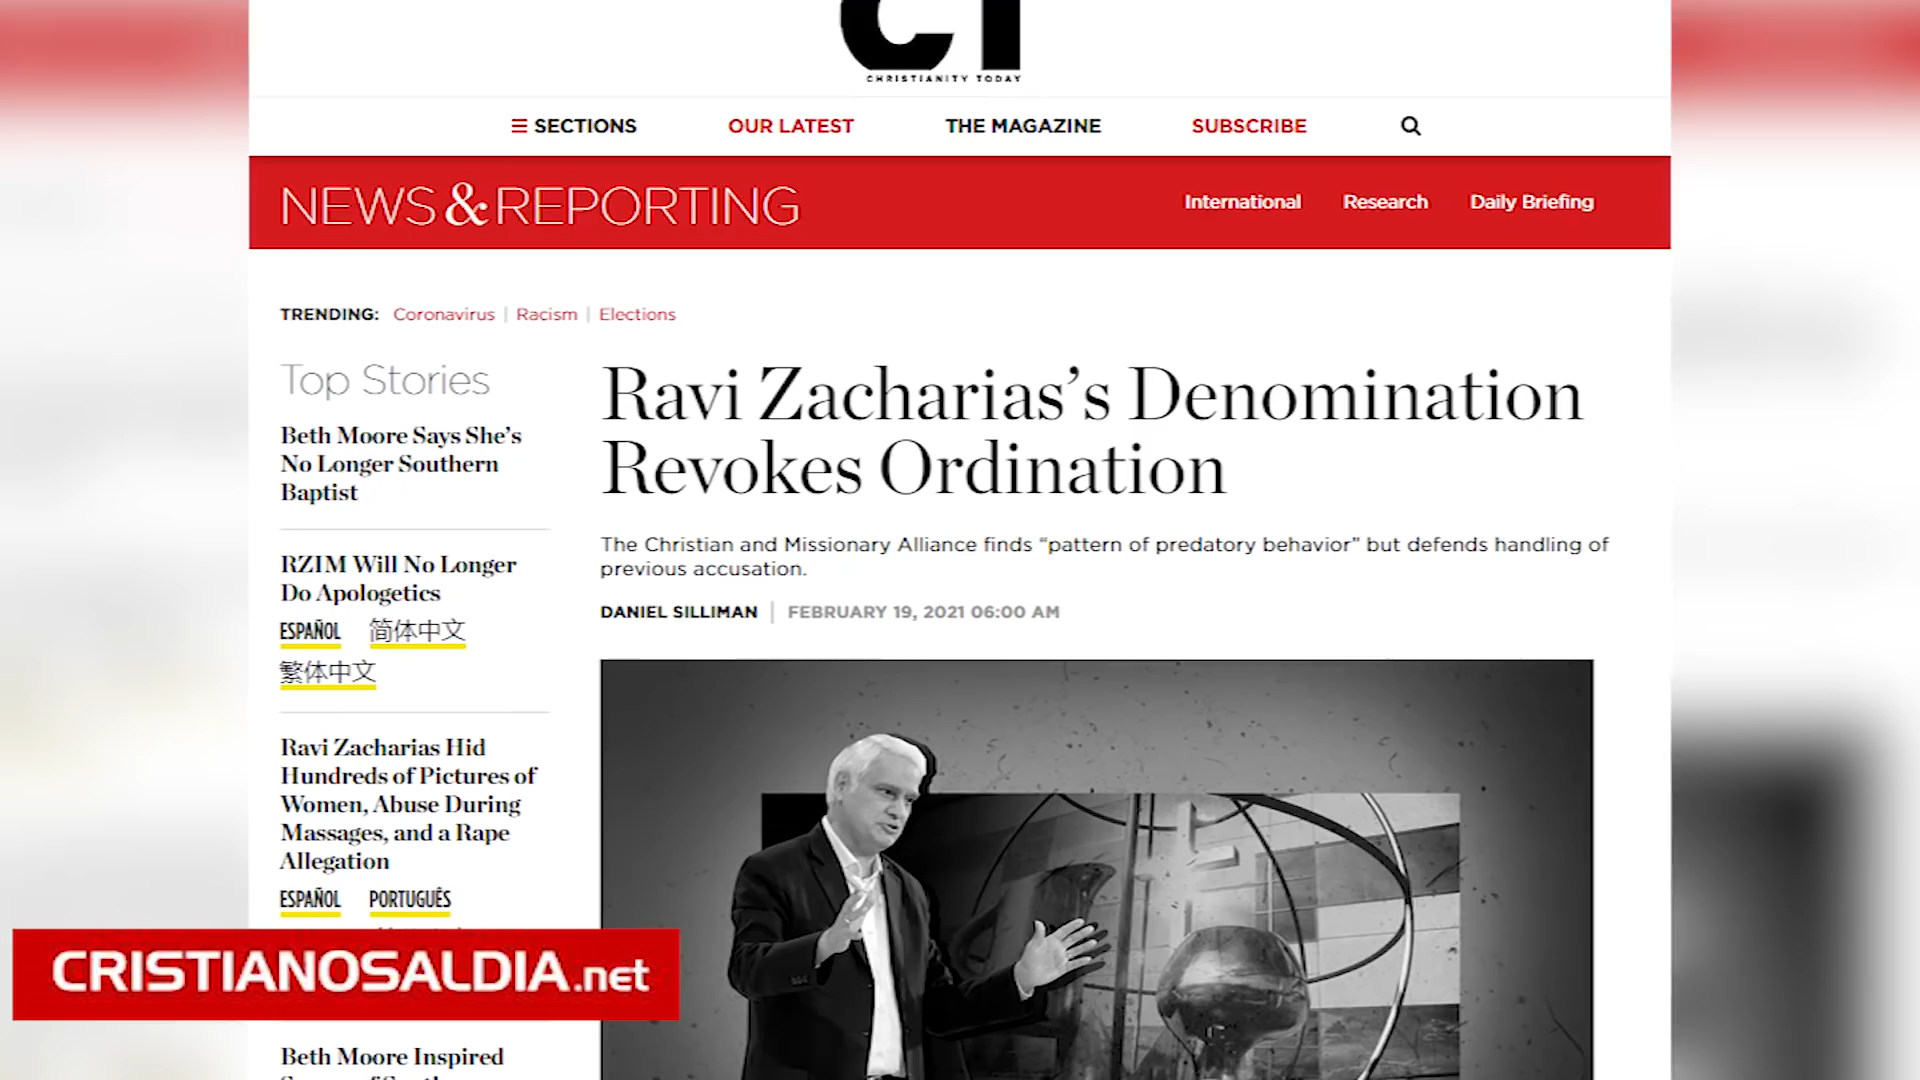 CT
CHRISTIANITY TODAY
SECTIONS
OUR LATEST
THE MAGAZINE
SUBSCRIBE
NEWS & REPORTING
International
Research
Daily Briefing
TRENDING: Coronavirus | Racism | Elections
Top Stories
Beth Moore Says She’s
No Longer Southern
Baptist
RZIM Will No Longer
Do Apologetics
ESPAÑOL 简体中文
繁体中文
Ravi Zacharias Hid
Hundreds of Pictures of
Women, Abuse During
Massages, and a Rape
Allegation
ESPAÑOL PORTUGUÊS
Beth Moore Inspired
Ravi Zacharias’s Denomination
Revokes Ordination
The Christian and Missionary Alliance finds “pattern of predatory behavior” but defends handling of
previous accusation.
DANIEL SILLIMAN | FEBRUARY 19, 2021 06:00 AM
CRISTIANOSALDIA.net